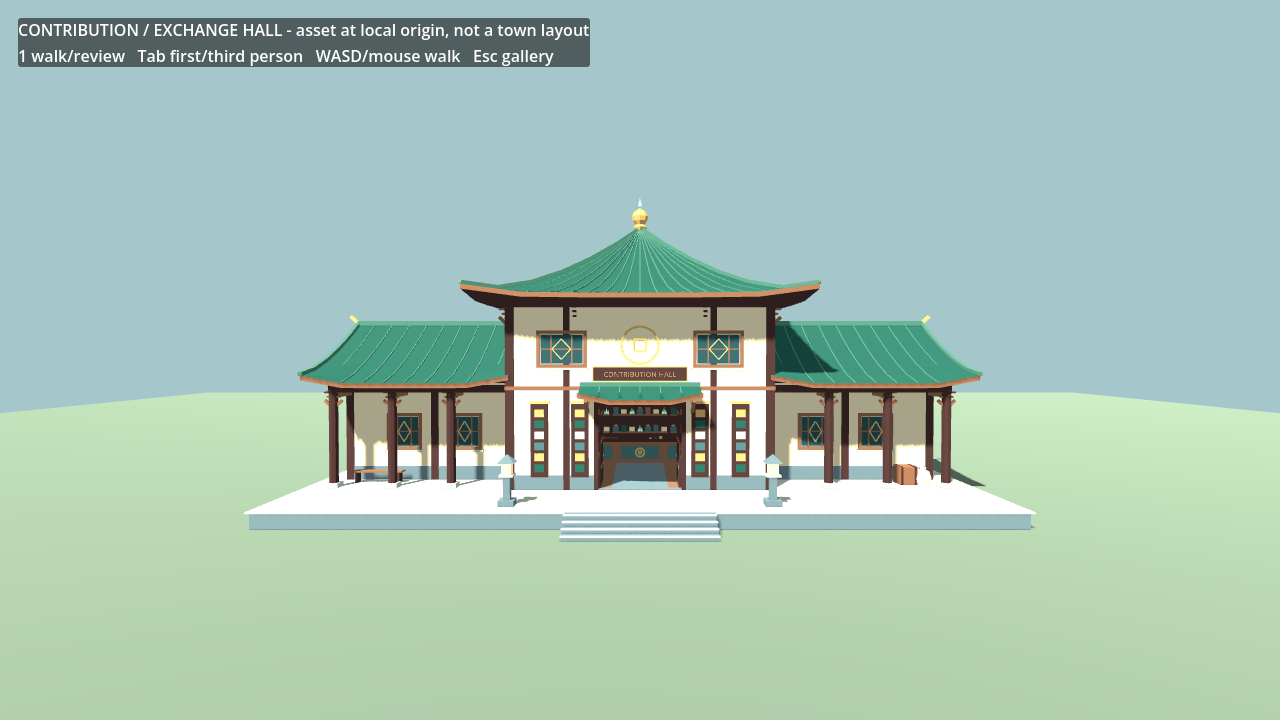 CONTRIBUTION / EXCHANGE HALL - asset at local origin, not a town layout
1 walk/review   Tab first/third person   WASD/mouse walk   Esc gallery
CONTRIBUTION HALL